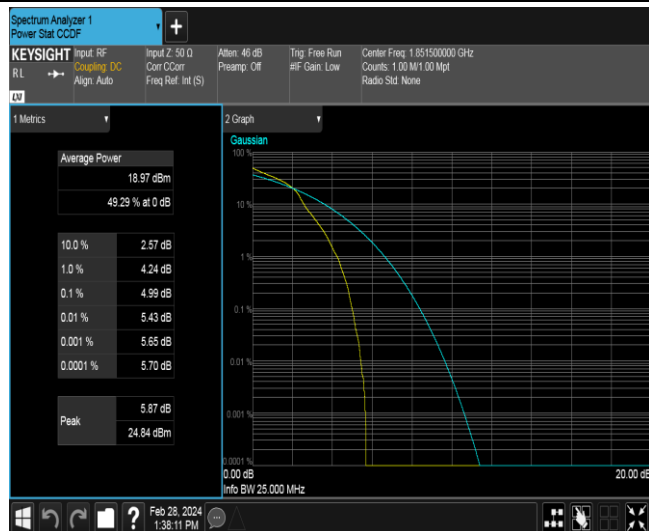 Spectrum Analyzer 1
Power Stat CCDF
+
KEYSIGHT
RL
LXI
Input: RF
Coupling: DC
Align: Auto
Input Z: 50 Ω
Corr CCorr
Freq Ref: Int (S)
Atten: 46 dB
Preamp: Off
Trig: Free Run
#IF Gain: Low
Center Freq: 1.851500000 GHz
Counts: 1.00 M/1.00 Mpt
Radio Std: None
1 Metrics
Average Power
18.97 dBm
49.29 % at 0 dB
10.0 % 2.57 dB
1.0 % 4.24 dB
0.1 % 4.99 dB
0.01 % 5.43 dB
0.001 % 5.65 dB
0.0001 % 5.70 dB
Peak
5.87 dB
24.84 dBm
2 Graph
Gaussian
100 %
10 %
1 %
0.1 %
0.01 %
0.001 %
0.0001 %
0.00 dB
20.00 dB
Info BW 25.000 MHz
?
Feb 28, 2024
1:38:11 PM